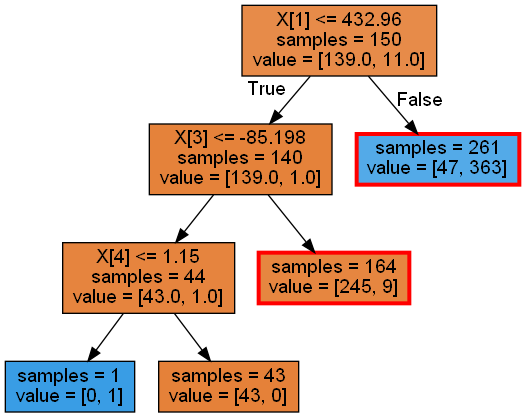 X[1] <= 432.96
samples = 150
value = [139.0, 11.0]
True
False
X[3] <= -85.198
samples = 140
value = [139.0, 1.0]
samples = 261
value = [47, 363]
X[4] <= 1.15
samples = 44
value = [43.0, 1.0]
samples = 164
value = [245, 9]
samples = 1
value = [0, 1]
samples = 43
value = [43, 0]